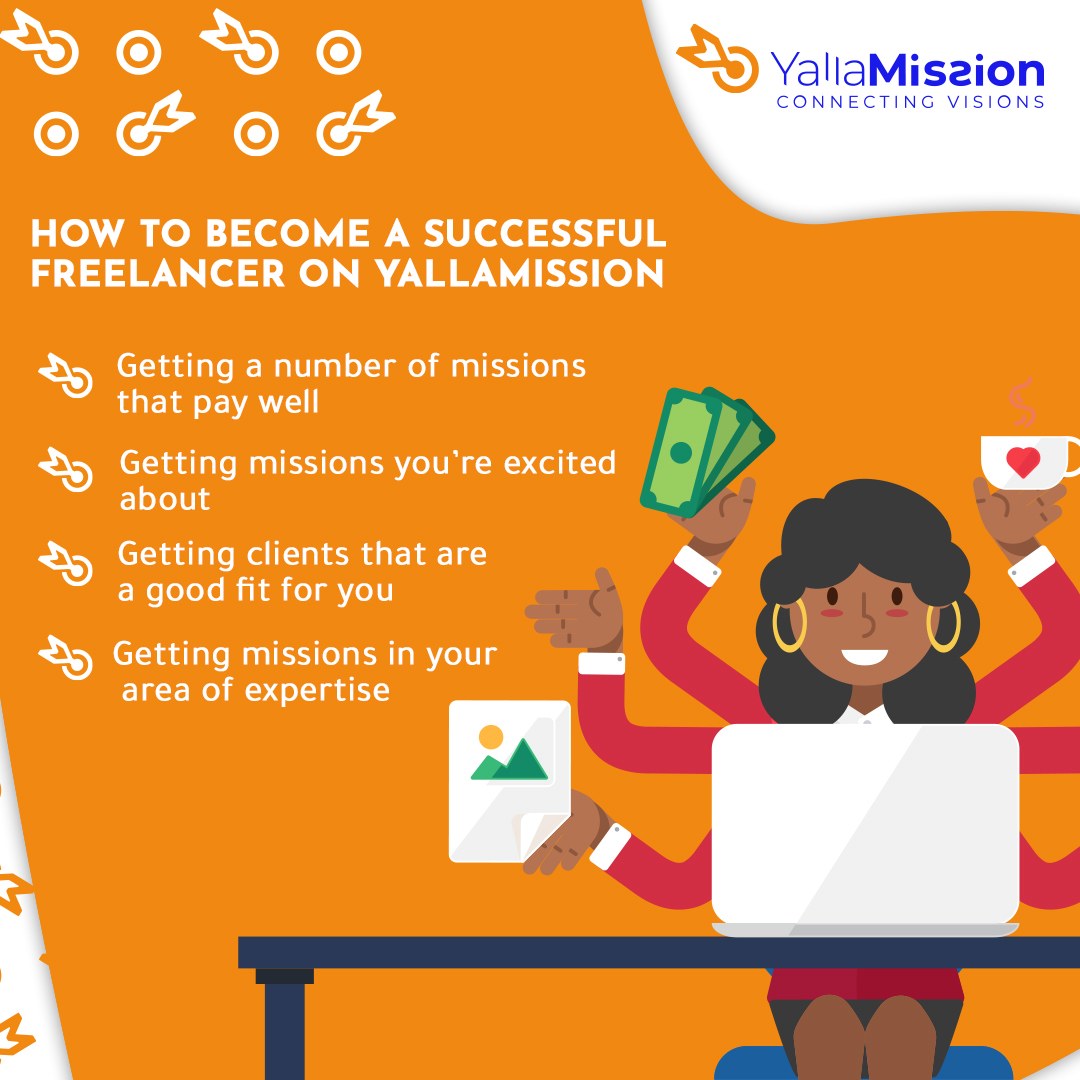 YallaMission
CONNECTING VISIONS
HOW TO BECOME A SUCCESSFUL
FREELANCER ON YALLAMISSION
Getting a number of missions
that pay well
Getting missions you're excited
about
Getting clients that are
a good fit for you
Getting missions in your
area of expertise